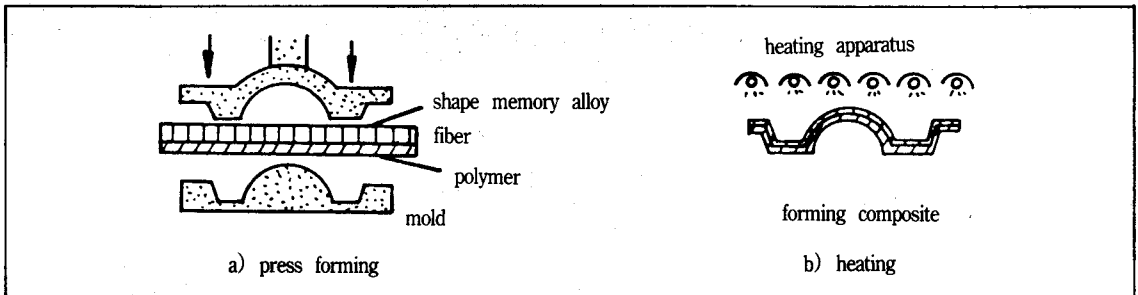 shape memory alloy
fiber
polymer
mold
a) press forming
heating apparatus
forming composite
b) heating